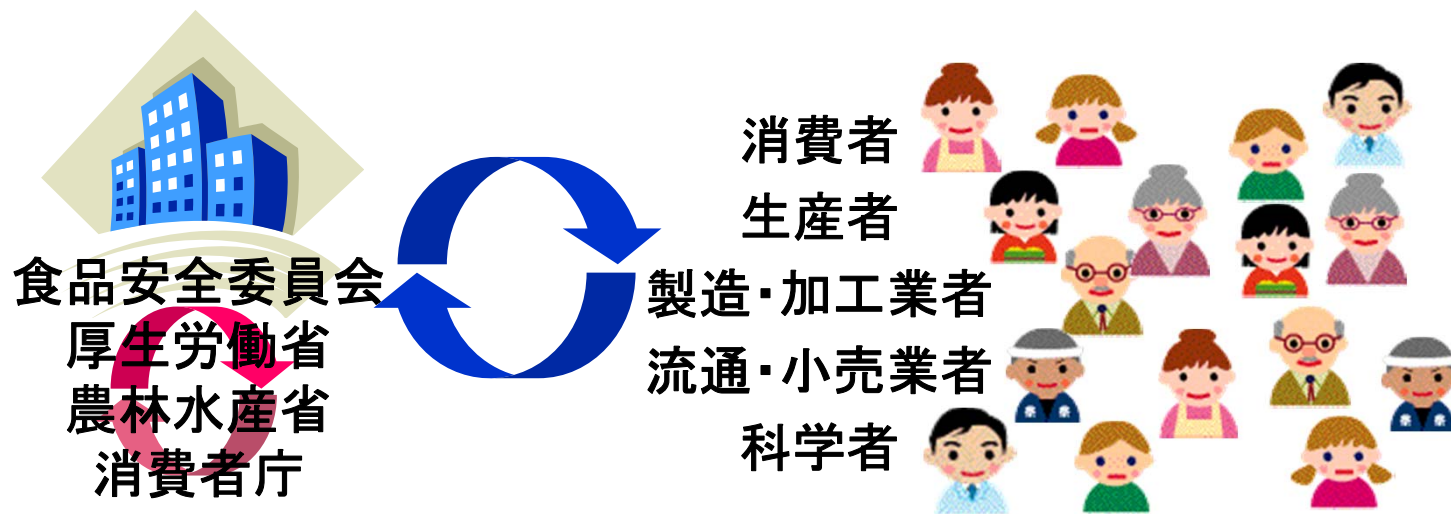 食品安全委員会
厚生労働省
農林水産省
消費者庁
消費者
生産者
製造・加工業者
流通・小売業者
科学者